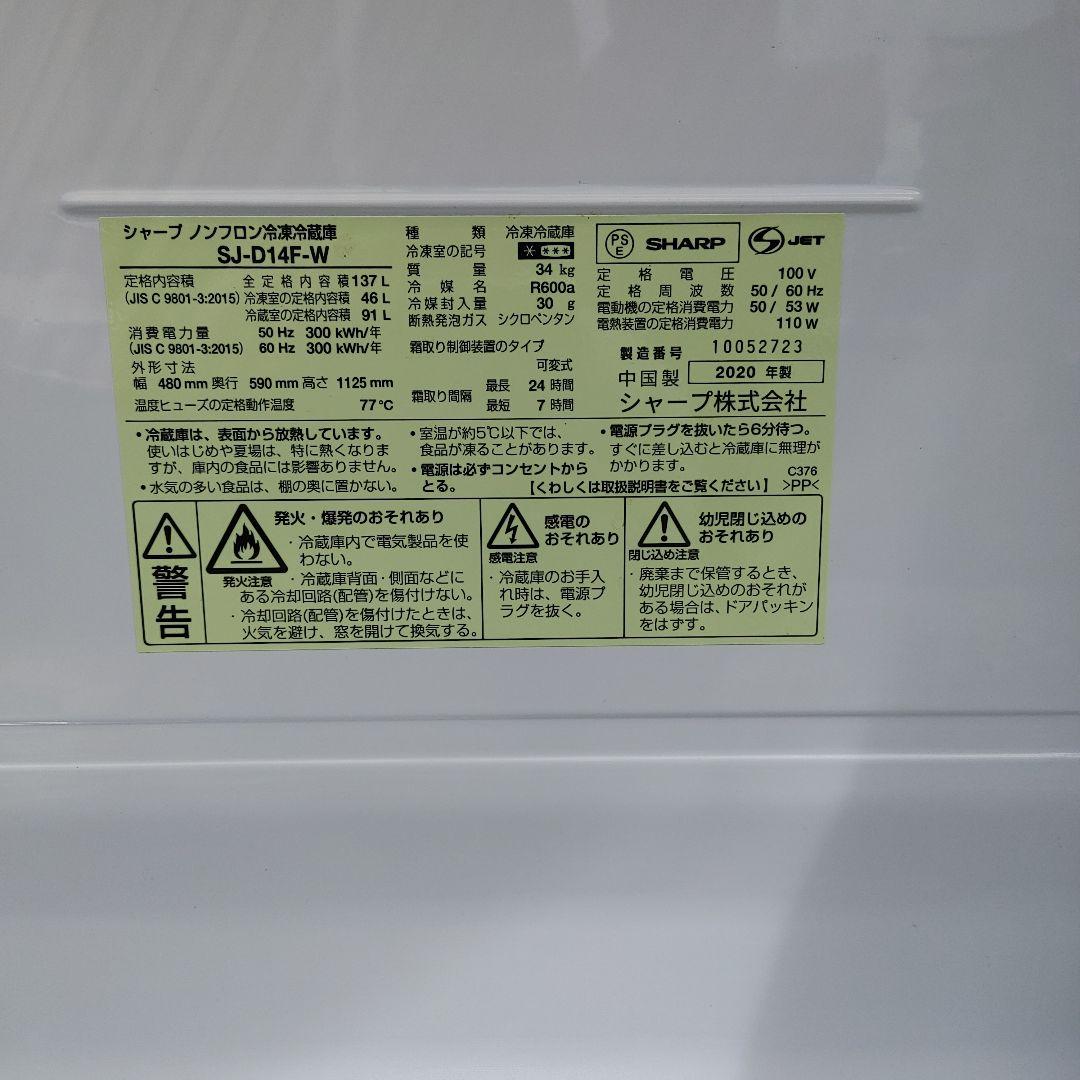 シャープ ノンフロン冷凍冷蔵庫
SJ-D14F-W
定格内容積 全定格内容積 137 L
(JIS C 9801-3:2015) 冷凍室の定格内容積 46 L
冷蔵室の定格内容積 91 L
消費電力量 50 Hz 300 kWh/年
(JIS C 9801-3:2015) 60 Hz 300 kWh/年
外形寸法
幅 480 mm 奥行 590 mm 高さ 1125 mm
温度ヒューズの定格動作温度 77℃
種類 冷凍冷蔵庫
冷凍室の記号 * ***
質量 34 kg
冷媒名 R600a
冷媒封入量 30 g
断熱発泡ガス シクロペンタン
霜取り制御装置のタイプ
可変式
霜取り間隔 最長 24 時間
最短 7 時間
PS
E
SHARP
JET
定格電圧 100 V
定格周波数 50 / 60 Hz
電動機の定格消費電力 50 / 53 W
電熱装置の定格消費電力 110 W
製造番号 10052723
中国製 2020 年製
シャープ株式会社
・冷蔵庫は、表面から放熱しています。
使いはじめや夏場は、特に熱くなりま
すが、庫内の食品には影響ありません。
・水気の多い食品は、棚の奥に置かない。
・室温が約5℃以下では、
食品が凍ることがあります。
・電源は必ずコンセントから
とる。
・電源プラグを抜いたら6分待つ。
すぐに差し込むと冷蔵庫に無理が
かかります。
C376
【くわしくは取扱説明書をご覧ください】 >PP<
警告
発火・爆発のおそれあり
発火注意
・冷蔵庫内で電気製品を使
わない。
・冷蔵庫背面・側面などに
ある冷却回路(配管)を傷付けない。
・冷却回路(配管)を傷付けたときは、
火気を避け、窓を開けて換気する。
感電の
おそれあり
感電注意
・冷蔵庫のお手入
れ時は、電源プ
ラグを抜く。
幼児閉じ込めの
おそれあり
閉じ込め注意
・廃棄まで保管するとき、
幼児閉じ込めのおそれが
ある場合は、ドアパッキン
をはずす。